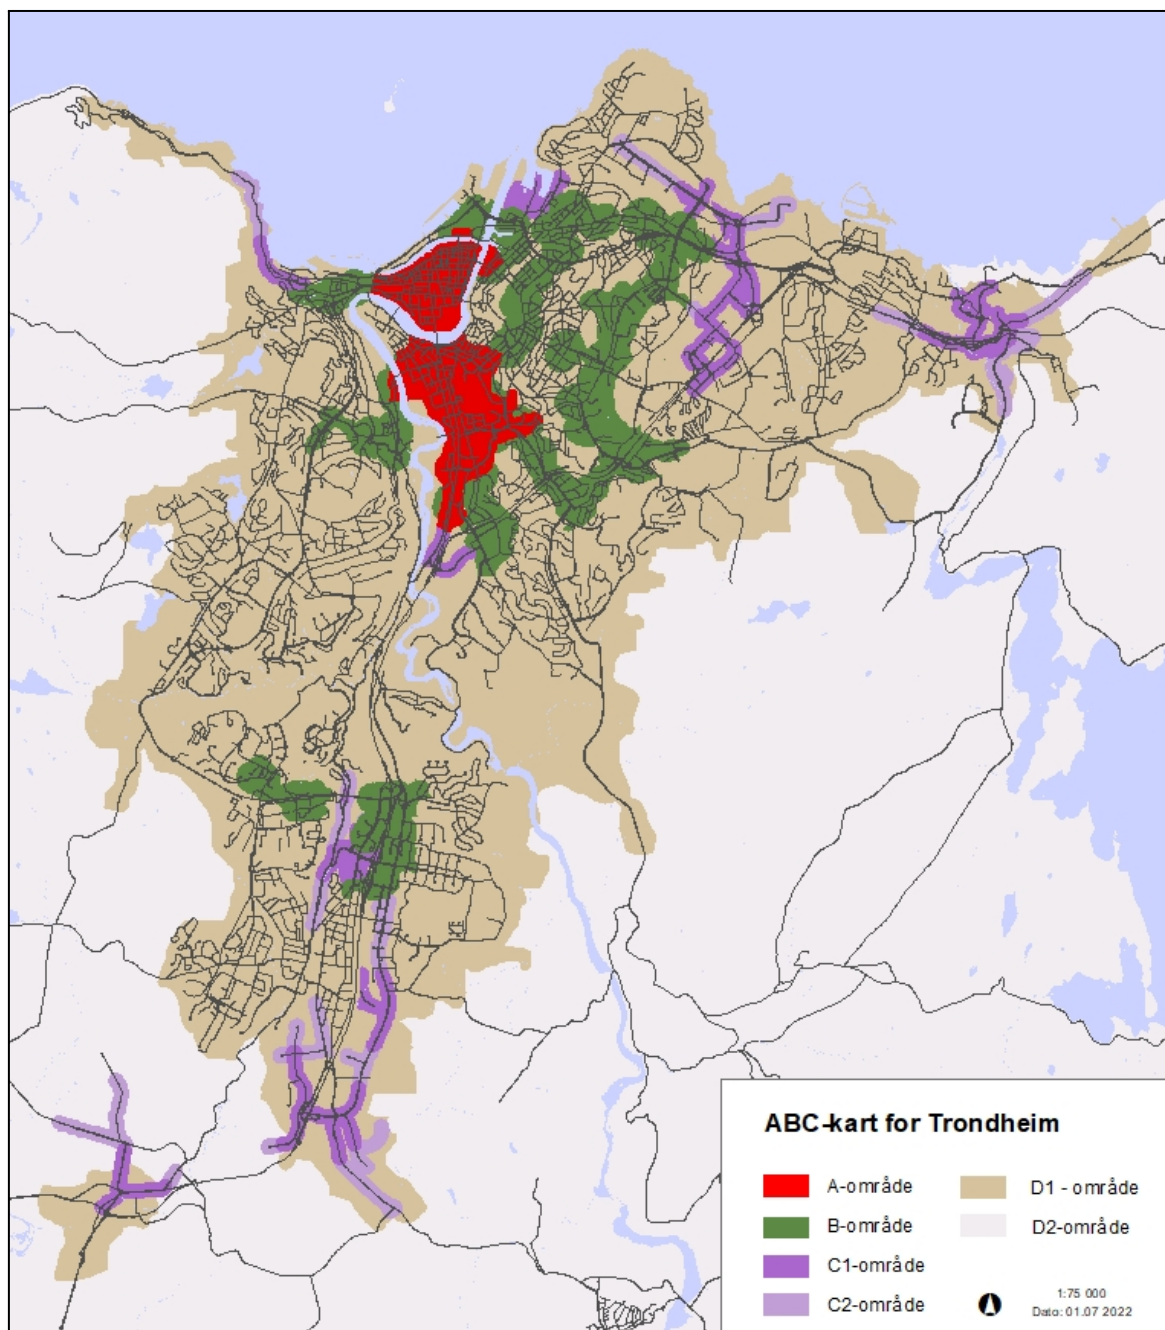 ABC-kart for Trondheim
A-område
B-område
C1-område
C2-område
D1 - område
D2-område
1:75 000
Dato: 01.07 2022